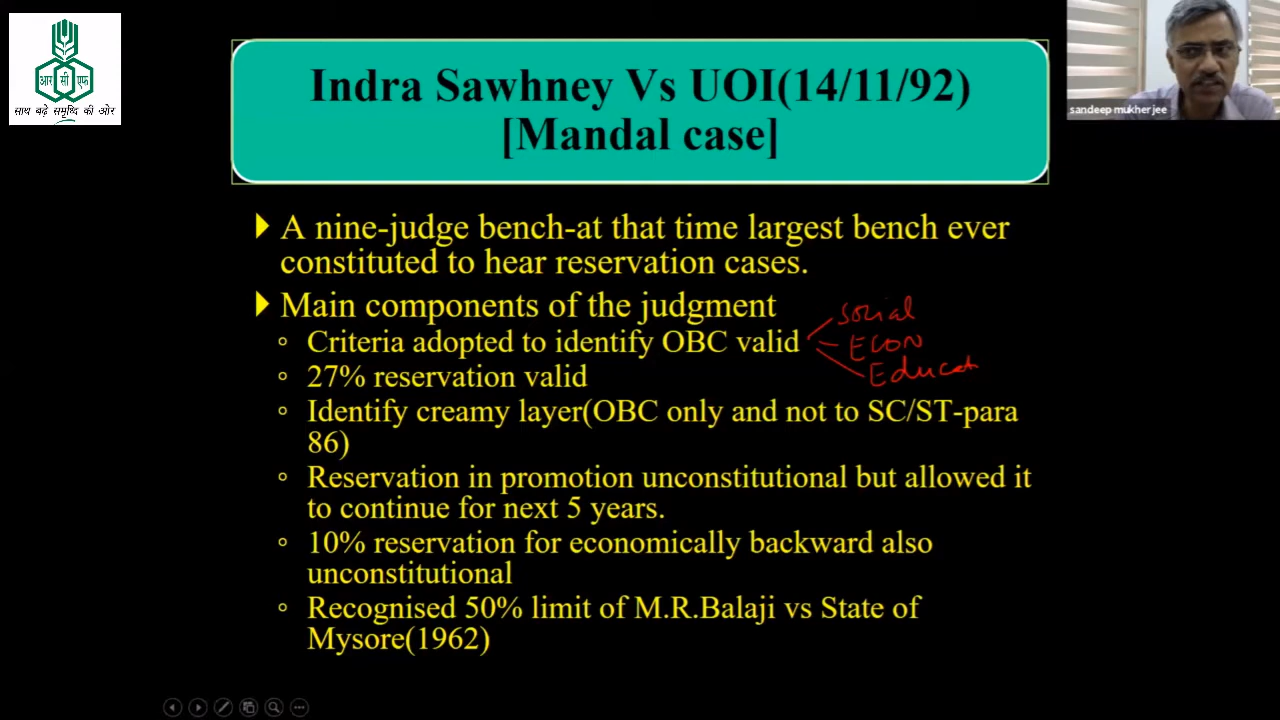 आर सी एफ
साथ बढ़े समृध्दि की ओर
Indra Sawhney Vs UOI(14/11/92)
[Mandal case]
sandeep mukherjee
A nine-judge bench-at that time largest bench ever
constituted to hear reservation cases.
Main components of the judgment
Criteria adopted to identify OBC valid
Social
ECON
Educat
27% reservation valid
Identify creamy layer(OBC only and not to SC/ST-para
86)
Reservation in promotion unconstitutional but allowed it
to continue for next 5 years.
10% reservation for economically backward also
unconstitutional
Recognised 50% limit of M.R.Balaji vs State of
Mysore(1962)